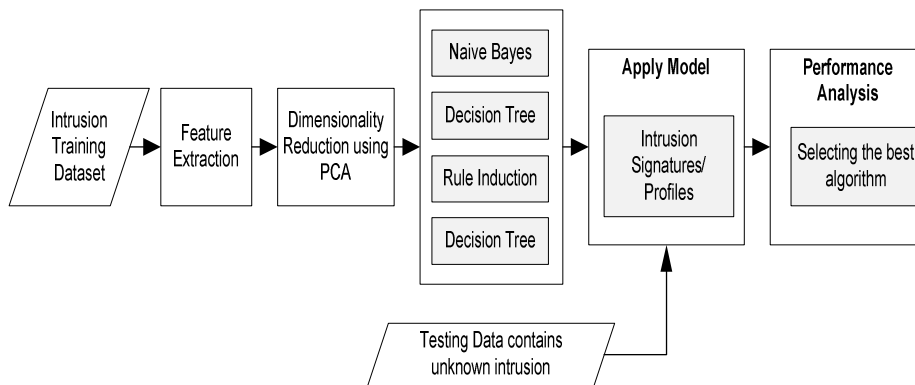 Intrusion
Training
Dataset
Feature
Extraction
Dimensionality
Reduction using
PCA
Naive Bayes
Decision Tree
Rule Induction
Decision Tree
Apply Model
Intrusion
Signatures/
Profiles
Performance
Analysis
Selecting the best
algorithm
Testing Data contains
unknown intrusion